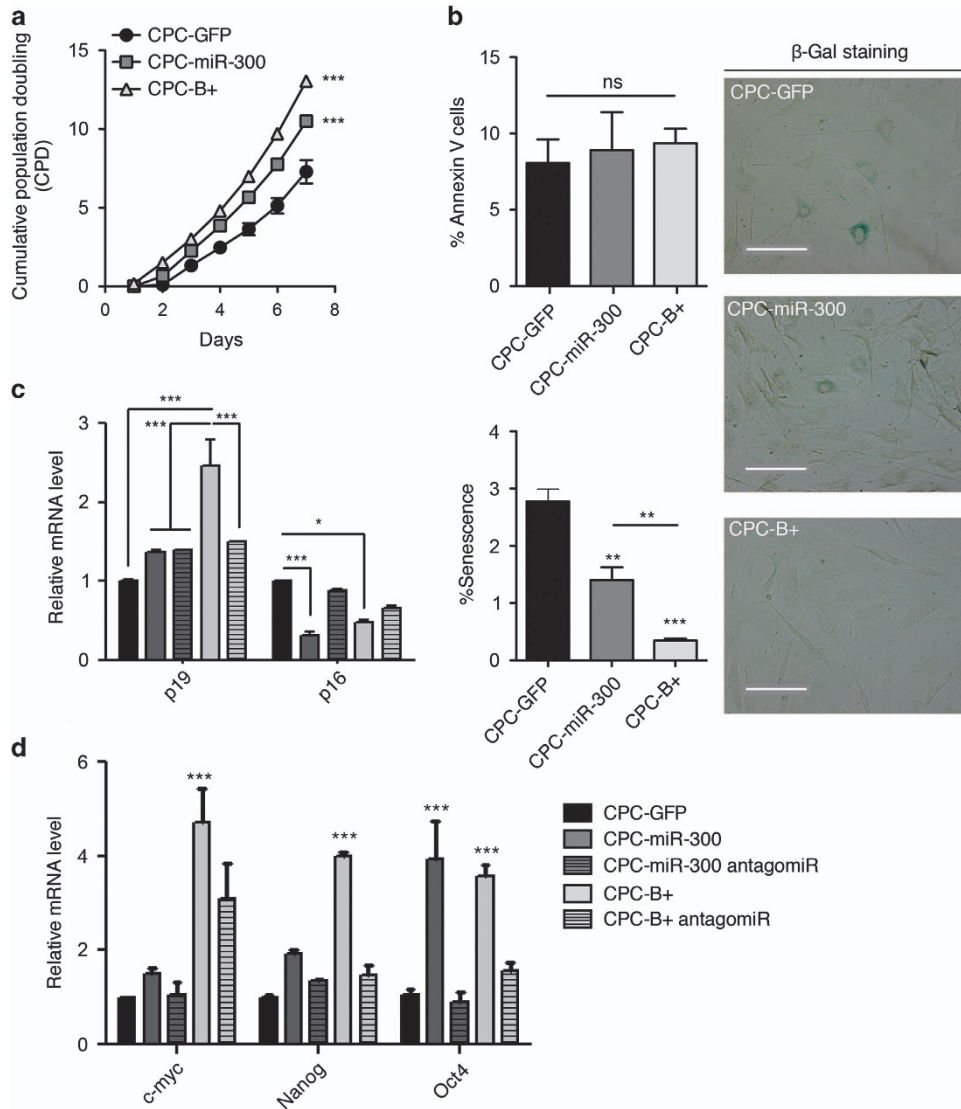 a
CPC-GFP
CPC-miR-300
CPC-B+
15
10
5
0
***
***
Cumulative population doubling
(CPD)
0 2 4 6 8
Days
b
15
10
5
0
ns
% Annexin V cells
CPC-GFP
CPC-miR-300
CPC-B+
4
3
2
1
0
**
**
***
%Senescence
CPC-GFP
CPC-miR-300
CPC-B+
β-Gal staining
CPC-GFP
CPC-miR-300
CPC-B+
c
3
2
1
0
***
*** ***
*
***
Relative mRNA level
p19
p16
d
6
4
2
0
***
***
***
***
Relative mRNA level
c-myc
Nanog
Oct4
CPC-GFP
CPC-miR-300
CPC-miR-300 antagomiR
CPC-B+
CPC-B+ antagomiR